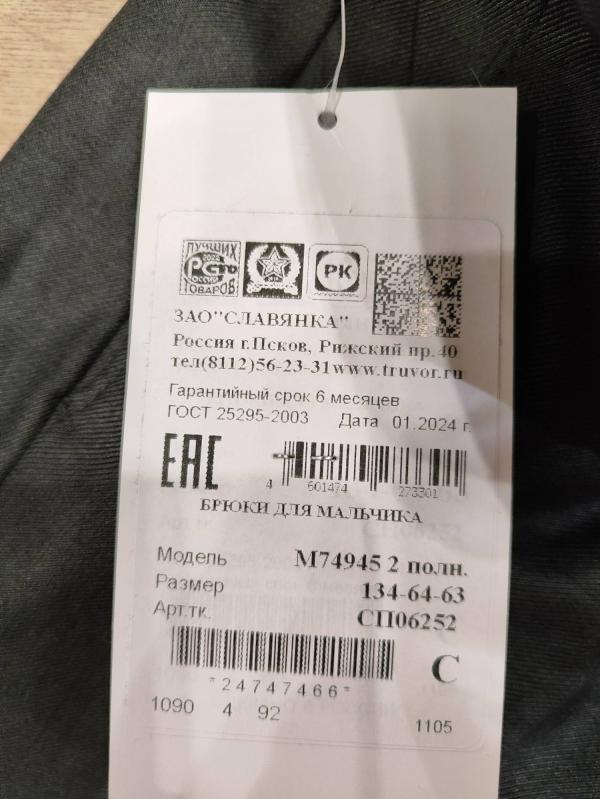 ЛУЧШИХ
2022
РОССИИ
ТОВАРОВ
РК
ЗАО"СЛАВЯНКА"
Россия г.Псков, Рижский пр.40
тел(8112)56-23-31www.truvor.ru
Гарантийный срок 6 месяцев
ГОСТ 25295-2003 Дата 01.2024 г.
ЕАС
4 601474 273301
БРЮКИ ДЛЯ МАЛЬЧИКА
Модель М74945 2 полн.
Размер 134-64-63
Арт.тк. СП06252
*24747466* С
1090 4 92 1105